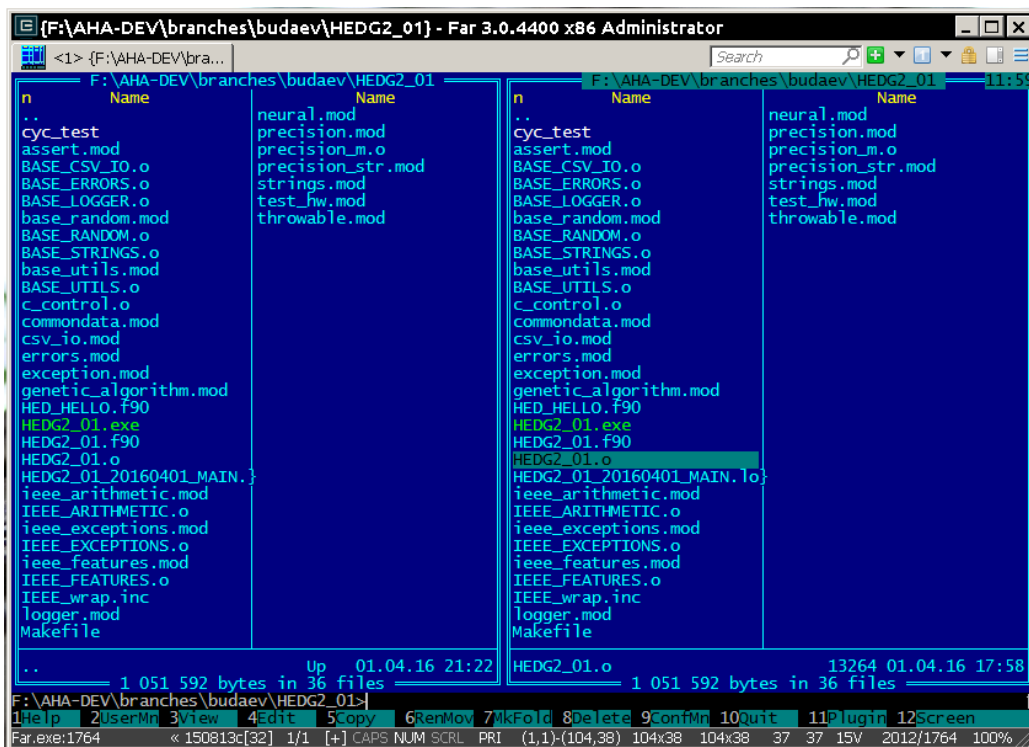 {F:\AHA-DEV\branches\budaev\HEDG2_01} - Far 3.0.4400 x86 Administrator
<1> {F:\AHA-DEV\bra...
Search
F:\AHA-DEV\branches\budaev\HEDG2_01
n Name Name
..
cyc_test
assert.mod
BASE_CSV_IO.o
BASE_ERRORS.o
BASE_LOGGER.o
base_random.mod
BASE_RANDOM.o
BASE_STRINGS.o
base_utils.mod
BASE_UTILS.o
c_control.o
commondata.mod
csv_io.mod
errors.mod
exception.mod
genetic_algorithm.mod
HED_HELLO.f90
HEDG2_01.exe
HEDG2_01.f90
HEDG2_01.o
HEDG2_01_20160401_MAIN.}
ieee_arithmetic.mod
IEEE_ARITHMETIC.o
ieee_exceptions.mod
IEEE_EXCEPTIONS.o
ieee_features.mod
IEEE_FEATURES.o
IEEE_wrap.inc
logger.mod
Makefile
neural.mod
precision.mod
precision_m.o
precision_str.mod
strings.mod
test_hw.mod
throwable.mod
.. Up 01.04.16 21:22
1 051 592 bytes in 36 files
F:\AHA-DEV\branches\budaev\HEDG2_01
n Name Name
..
cyc_test
assert.mod
BASE_CSV_IO.o
BASE_ERRORS.o
BASE_LOGGER.o
base_random.mod
BASE_RANDOM.o
BASE_STRINGS.o
base_utils.mod
BASE_UTILS.o
c_control.o
commondata.mod
csv_io.mod
errors.mod
exception.mod
genetic_algorithm.mod
HED_HELLO.f90
HEDG2_01.exe
HEDG2_01.f90
HEDG2_01.o
HEDG2_01_20160401_MAIN.lo}
ieee_arithmetic.mod
IEEE_ARITHMETIC.o
ieee_exceptions.mod
IEEE_EXCEPTIONS.o
ieee_features.mod
IEEE_FEATURES.o
IEEE_wrap.inc
logger.mod
Makefile
neural.mod
precision.mod
precision_m.o
precision_str.mod
strings.mod
test_hw.mod
throwable.mod
HEDG2_01.o 13264 01.04.16 17:58
1 051 592 bytes in 36 files
F:\AHA-DEV\branches\budaev\HEDG2_01>
1Help 2UserMn 3View 4Edit 5Copy 6RenMov 7MkFold 8Delete 9ConfMn 10Quit 11Plugin 12Screen
Far.exe:1764 « 150813c[32] 1/1 [+] CAPS NUM SCRL PRI (1,1)-(104,38) 104x38 104x38 37 37 15V 2012/1764 100%